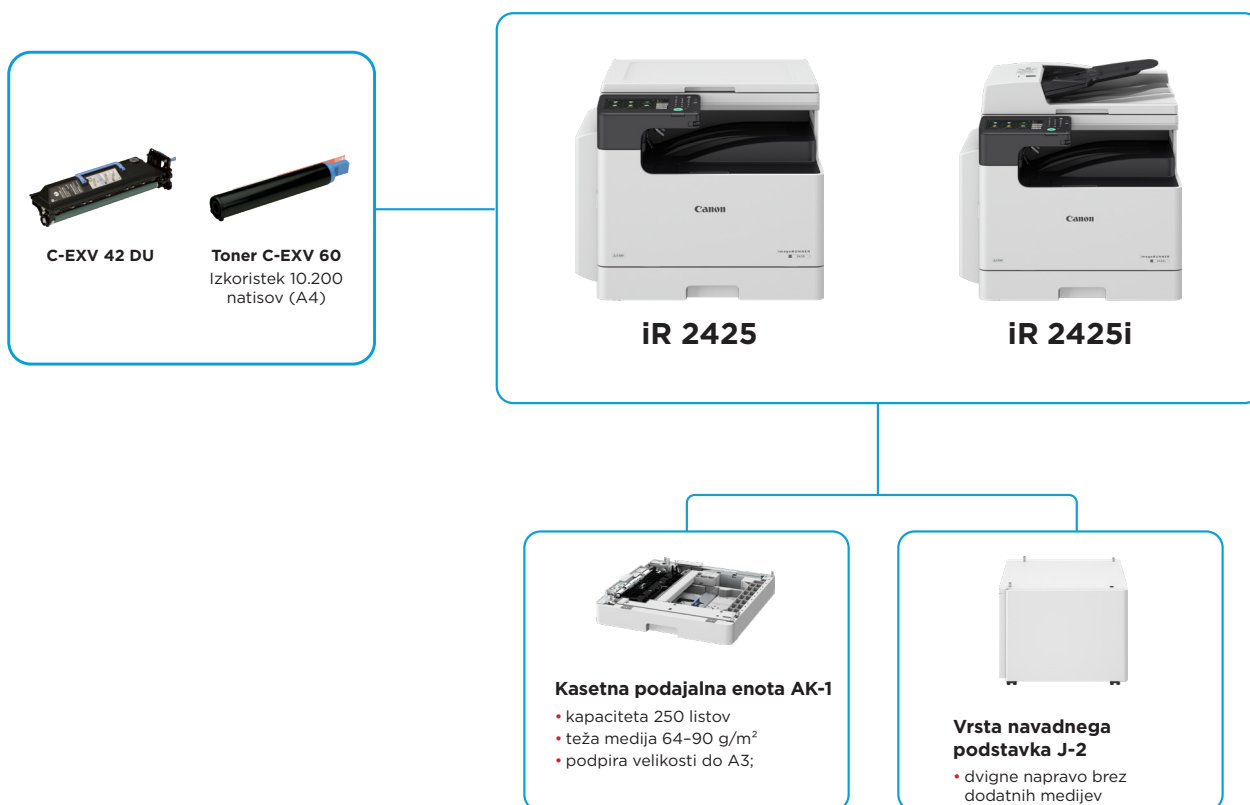 C-EXV 42 DU
Toner C-EXV 60
Izkoristek 10.200
natisov (A4)
Canon
imageRUNNER
iR 2425
Canon
imageRUNNER
iR 2425i
Kasetna podajalna enota AK-1
• kapaciteta 250 listov
• teža medija 64–90 g/m²
• podpira velikosti do A3;
Vrsta navadnega
podstavka J-2
• dvigne napravo brez
dodatnih medijev